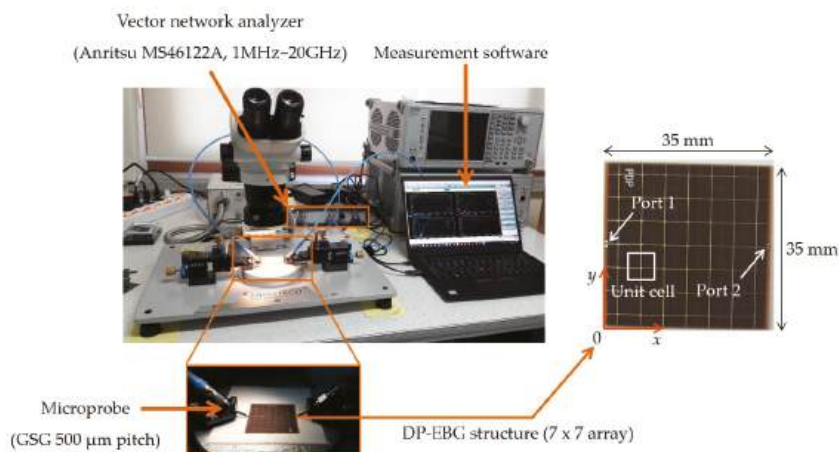 Vector network analyzer
(Anritsu MS46122A, 1MHz–20GHz)
Measurement software
35 mm
Port 1
35 mm
y
Unit cell
Port 2
0
x
Microprobe
(GSG 500 μm pitch)
DP-EBG structure (7 x 7 array)